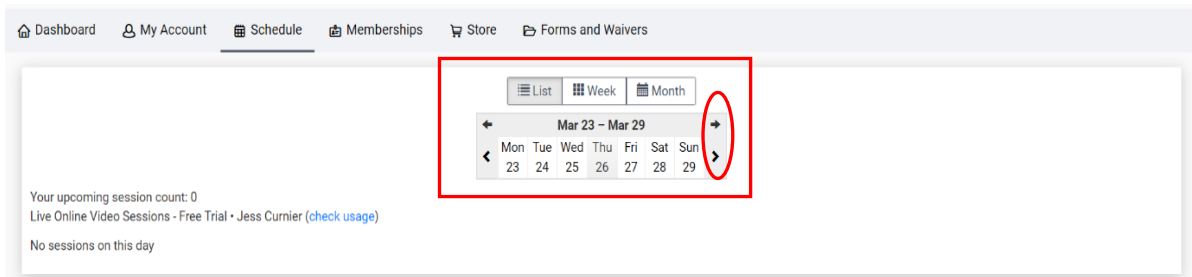 Dashboard My Account Schedule Memberships Store Forms and Waivers
List Week Month
Mar 23 – Mar 29
Mon Tue Wed Thu Fri Sat Sun
23 24 25 26 27 28 29
Your upcoming session count: 0
Live Online Video Sessions - Free Trial • Jess Curnier (check usage)
No sessions on this day